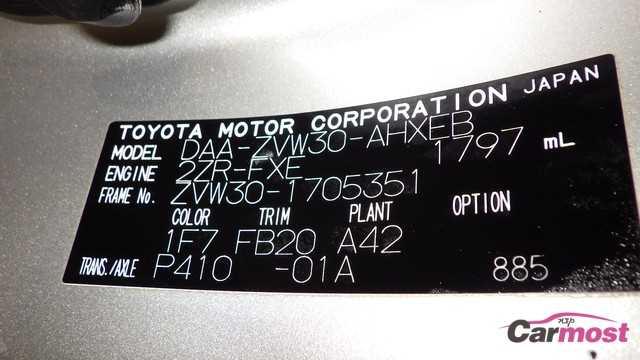 TOYOTA MOTOR CORPORATION JAPAN
MODEL DAA-ZVW30-AHXEB
ENGINE 2ZR-FXE 1797 mL
FRAME No. ZVW30-1705351
COLOR TRIM PLANT OPTION
1F7 FB20 A42
TRANS./AXLE P410 -01A 885
Carmost